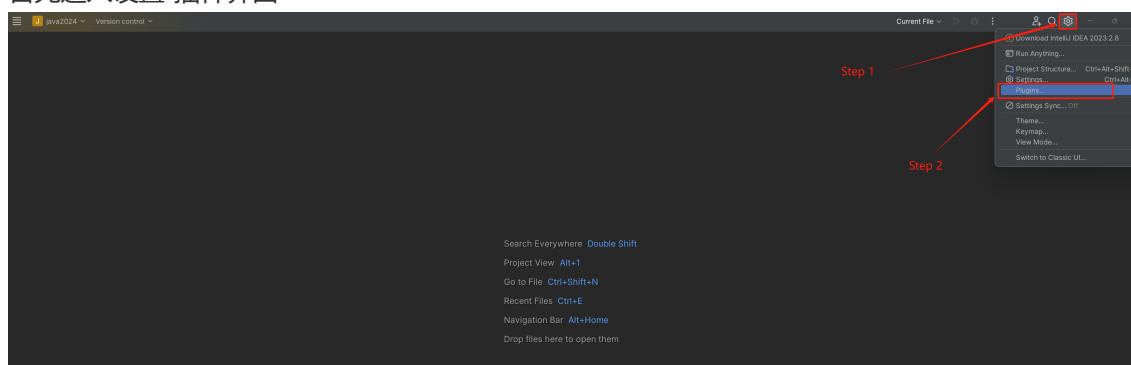 首先进入设置-插件界面
J java2024 Version control Current File
Download IntelliJ IDEA 2023.2.8
Run Anything...
Step 1
Project Structure... Ctrl+Alt+Shift+
Settings... Ctrl+Alt+
Plugins...
Settings Sync... Off
Theme...
Keymap...
View Mode...
Switch to Classic UI...
Step 2
Search Everywhere Double Shift
Project View Alt+1
Go to File Ctrl+Shift+N
Recent Files Ctrl+E
Navigation Bar Alt+Home
Drop files here to open them